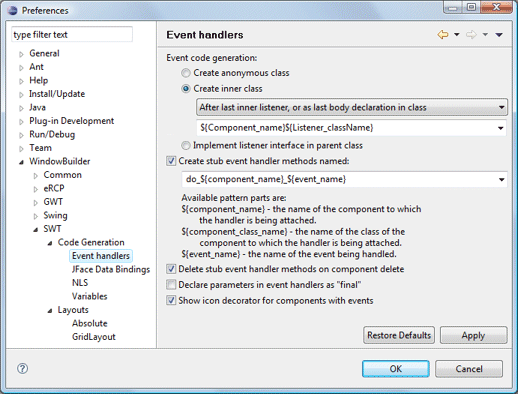 Preferences
type filter text
General
Ant
Help
Install/Update
Java
Plug-in Development
Run/Debug
Team
WindowBuilder
Common
eRCP
GWT
Swing
SWT
Code Generation
Event handlers
JFace Data Bindings
NLS
Variables
Layouts
Absolute
GridLayout
Event handlers
Event code generation:
Create anonymous class
Create inner class
After last inner listener, or as last body declaration in class
${Component_name}${Listener_className}
Implement listener interface in parent class
Create stub event handler methods named:
do_${component_name}_${event_name}
Available pattern parts are:
${component_name} - the name of the component to which
the handler is being attached.
${component_class_name} - the name of the class of the
component to which the handler is being attached.
${event_name} - the name of the event being handled.
Delete stub event handler methods on component delete
Declare parameters in event handlers as "final"
Show icon decorator for components with events
Restore Defaults
Apply
?
OK
Cancel